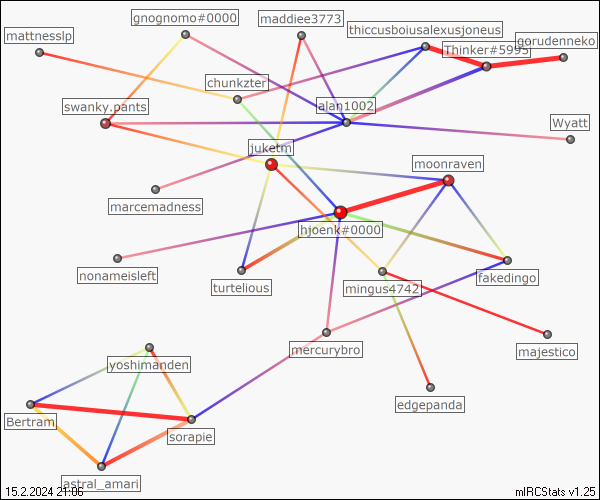 gnognomo#0000
maddiee3773
thiccusboiusalexusjoneus
mattnesslp
gorudenneko
Thinker#5995
chunkzter
swanky.pants
alan1002
Wyatt
juketm
moonraven
marcemadness
hjoenk#0000
nonameisleft
turtelious
mingus4742
fakedingo
mercurybro
majestico
yoshimanden
edgepanda
Bertram
sorapie
astral_amari
15.2.2024 21:06
mIRCStats v1.25